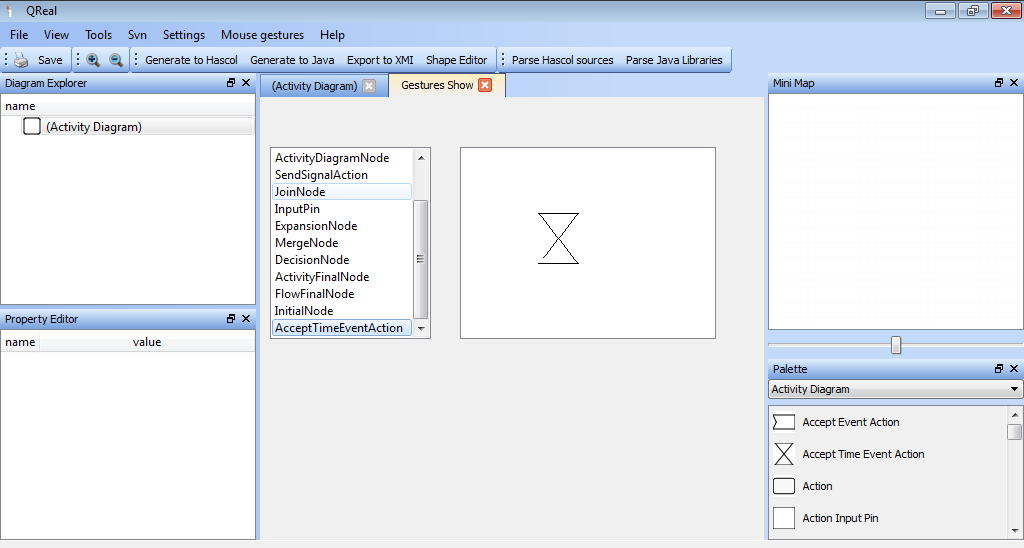 QReal
File View Tools Svn Settings Mouse gestures Help
Save Generate to Hascol Generate to Java Export to XMI Shape Editor Parse Hascol sources Parse Java Libraries
Diagram Explorer
name
(Activity Diagram)
Property Editor
name value
(Activity Diagram) Gestures Show
ActivityDiagramNode
SendSignalAction
JoinNode
InputPin
ExpansionNode
MergeNode
DecisionNode
ActivityFinalNode
FlowFinalNode
InitialNode
AcceptTimeEventAction
Mini Map
Palette
Activity Diagram
Accept Event Action
Accept Time Event Action
Action
Action Input Pin